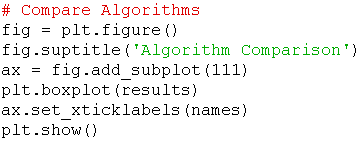 # Compare Algorithms
fig = plt.figure()
fig.suptitle('Algorithm Comparison')
ax = fig.add_subplot(111)
plt.boxplot(results)
ax.set_xticklabels(names)
plt.show()